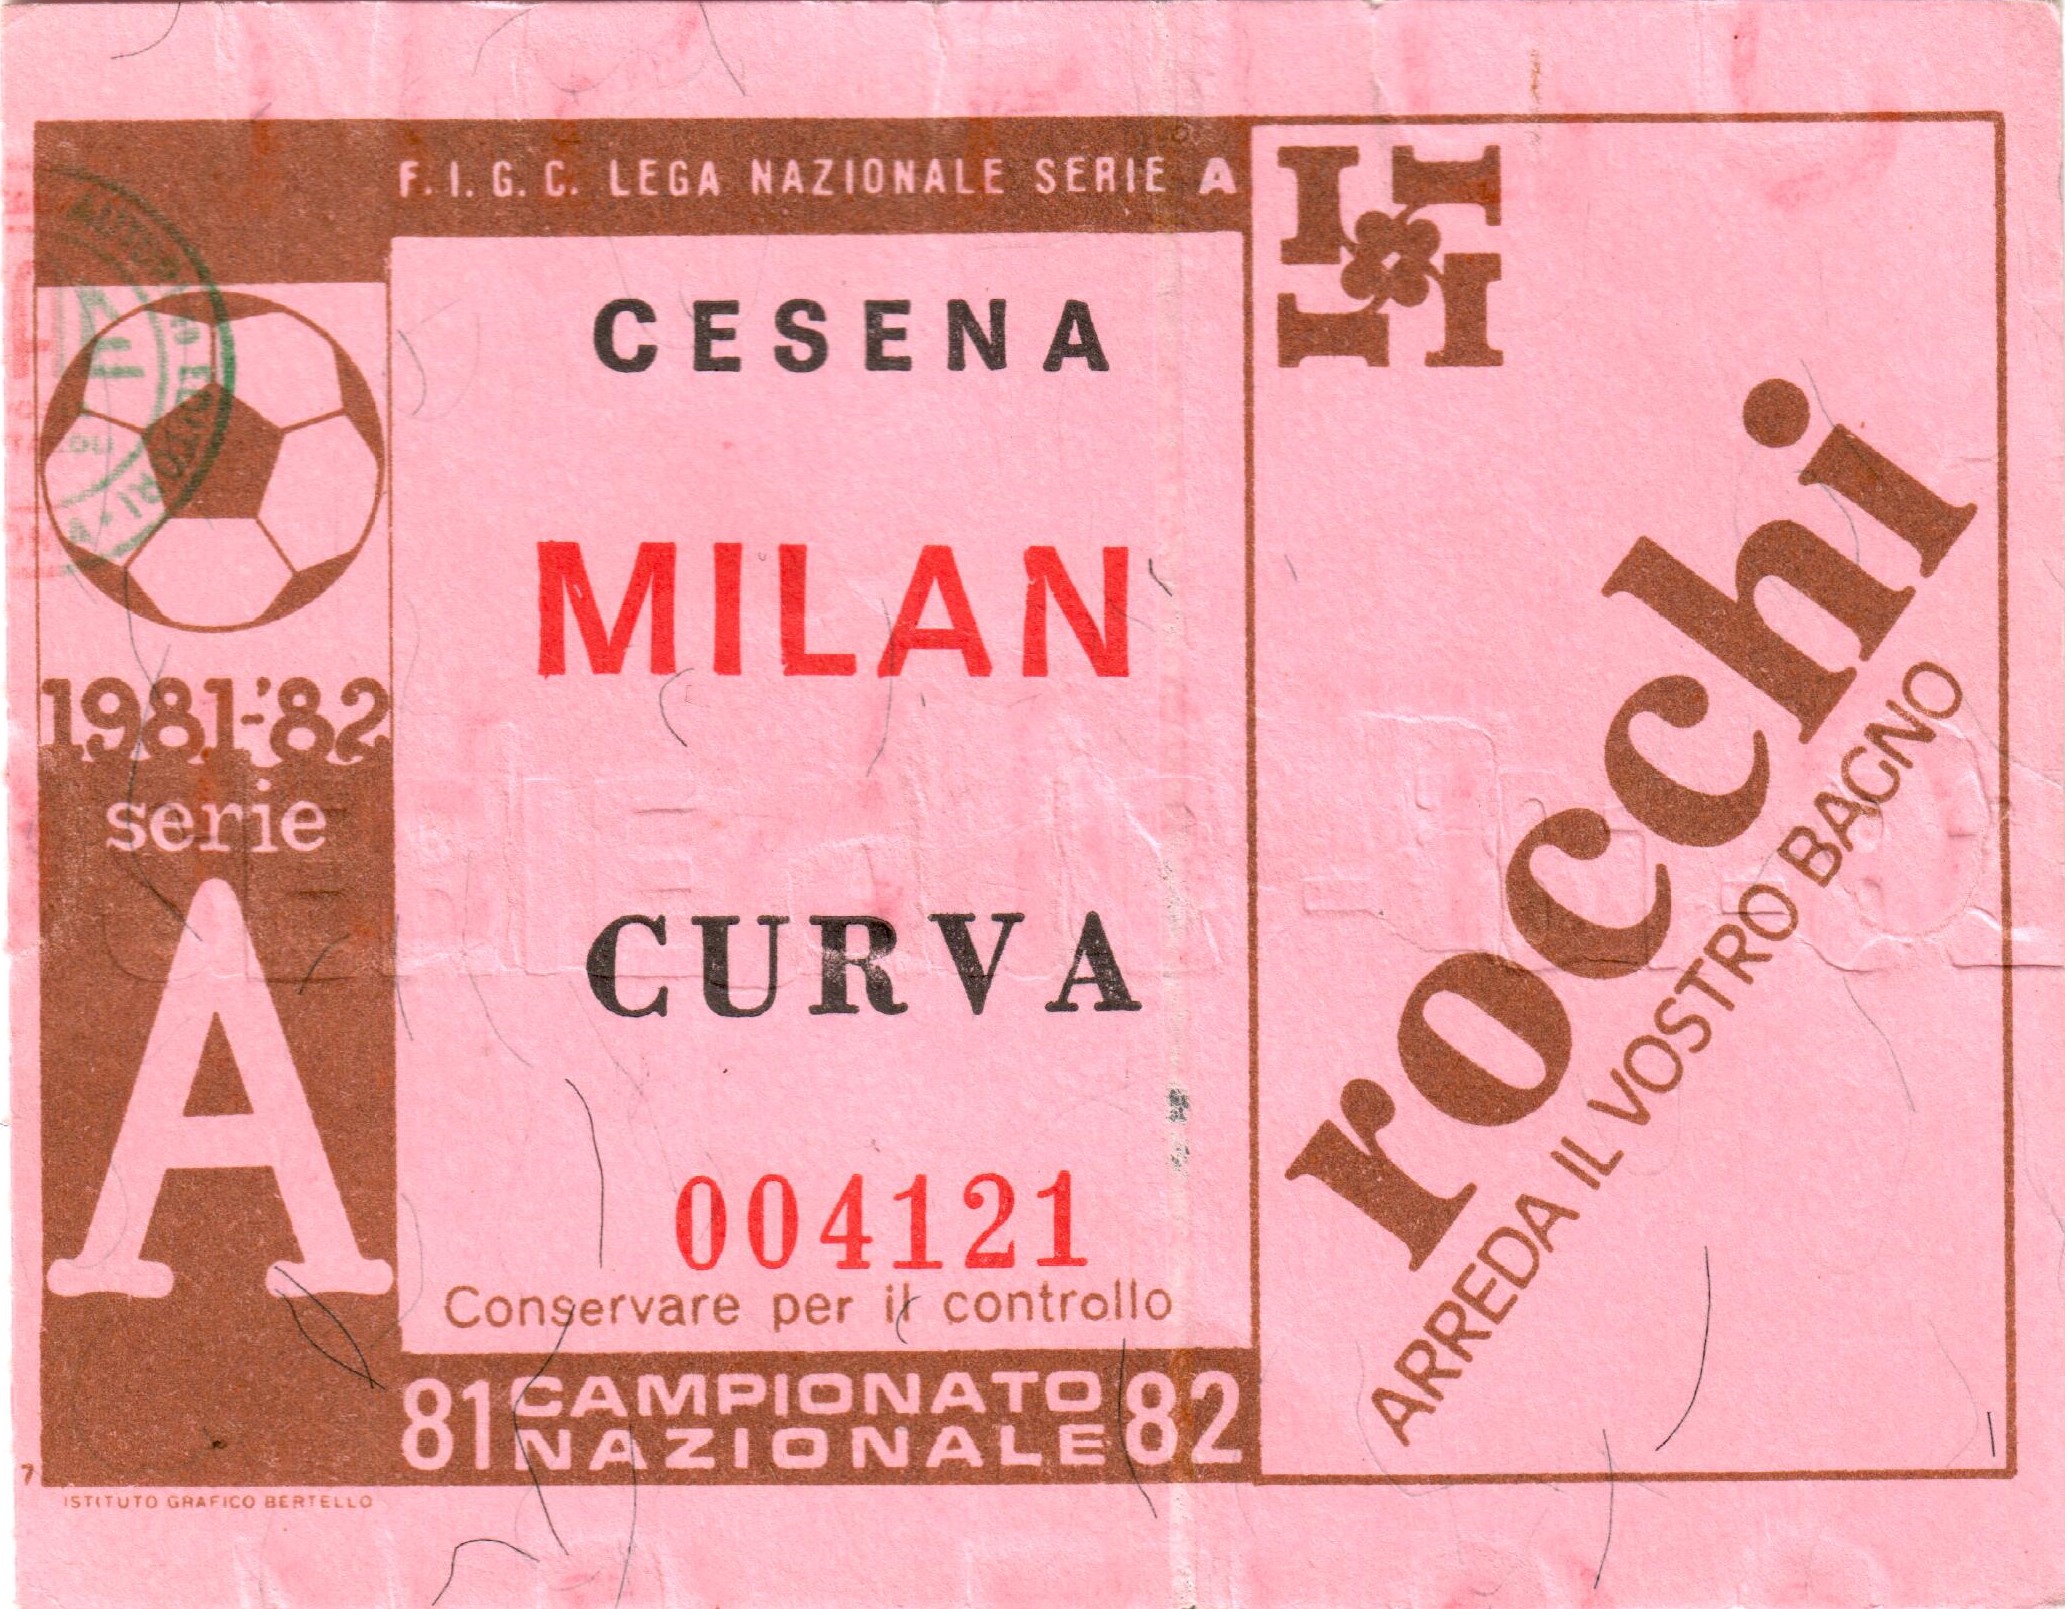 F. I. G. C. LEGA NAZIONALE SERIE A
CESENA
MILAN
CURVA
004121
Conservare per il controllo
81 CAMPIONATO NAZIONALE 82
1981-'82
serie
A
7
ISTITUTO GRAFICO BERTELLO
rocchi
ARREDA IL VOSTRO BAGNO